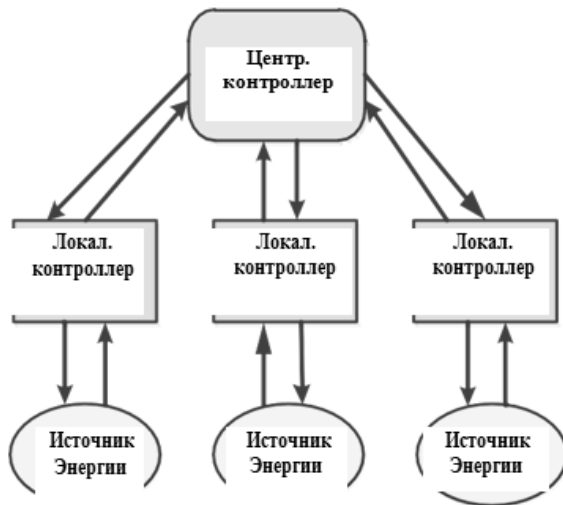 Центр.
контроллер
Локал.
контроллер
Локал.
контроллер
Локал.
контроллер
Источник
Энергии
Источник
Энергии
Источник
Энергии